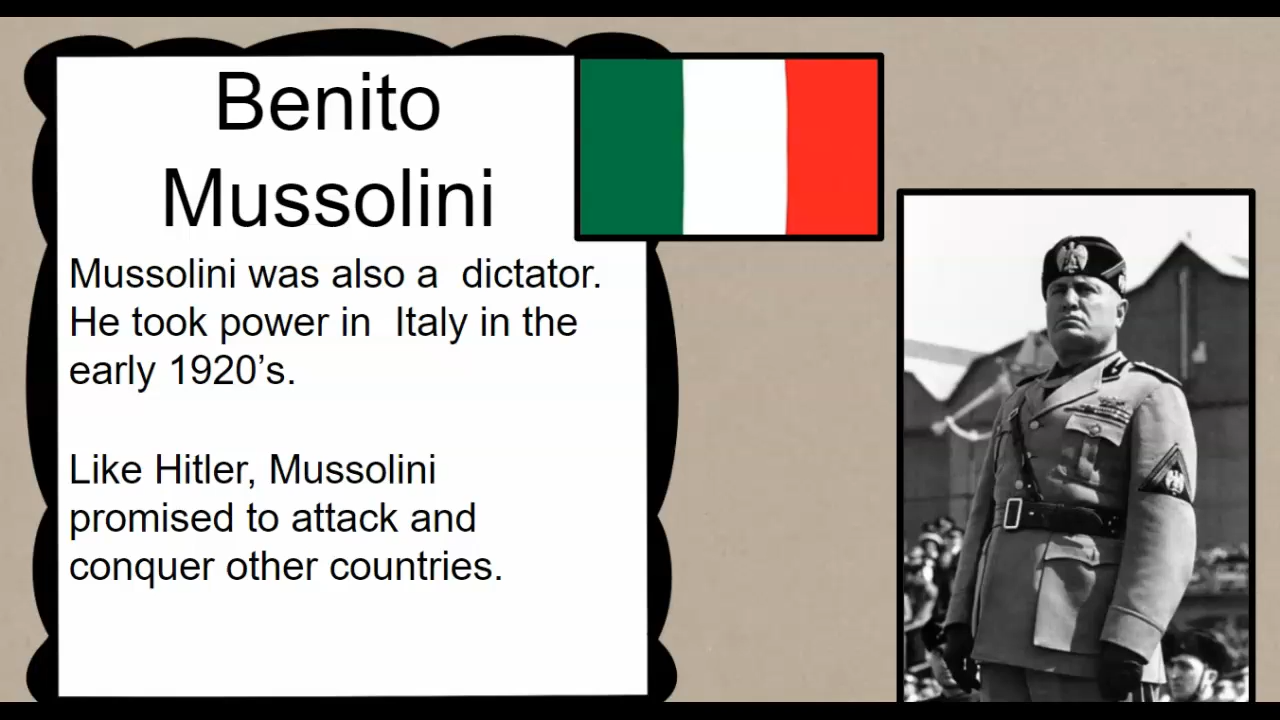 Benito
Mussolini
Mussolini was also a  dictator.
He took power in  Italy in the
early 1920’s.
Like Hitler, Mussolini
promised to attack and
conquer other countries.